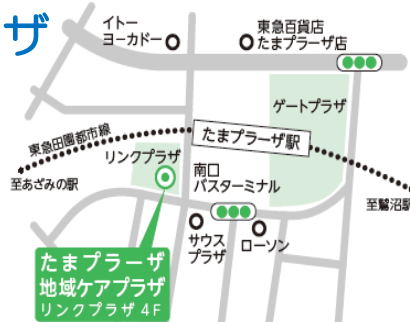 ザ
イトー
ヨーカドー
東急百貨店
たまプラーザ店
ゲートプラザ
東急田園都市線
たまプラーザ駅
リンクプラザ
南口
バスターミナル
至あざみの駅
至鷺沼駅
サウス
プラザ
ローソン
たまプラーザ
地域ケアプラザ
リンクプラザ 4F